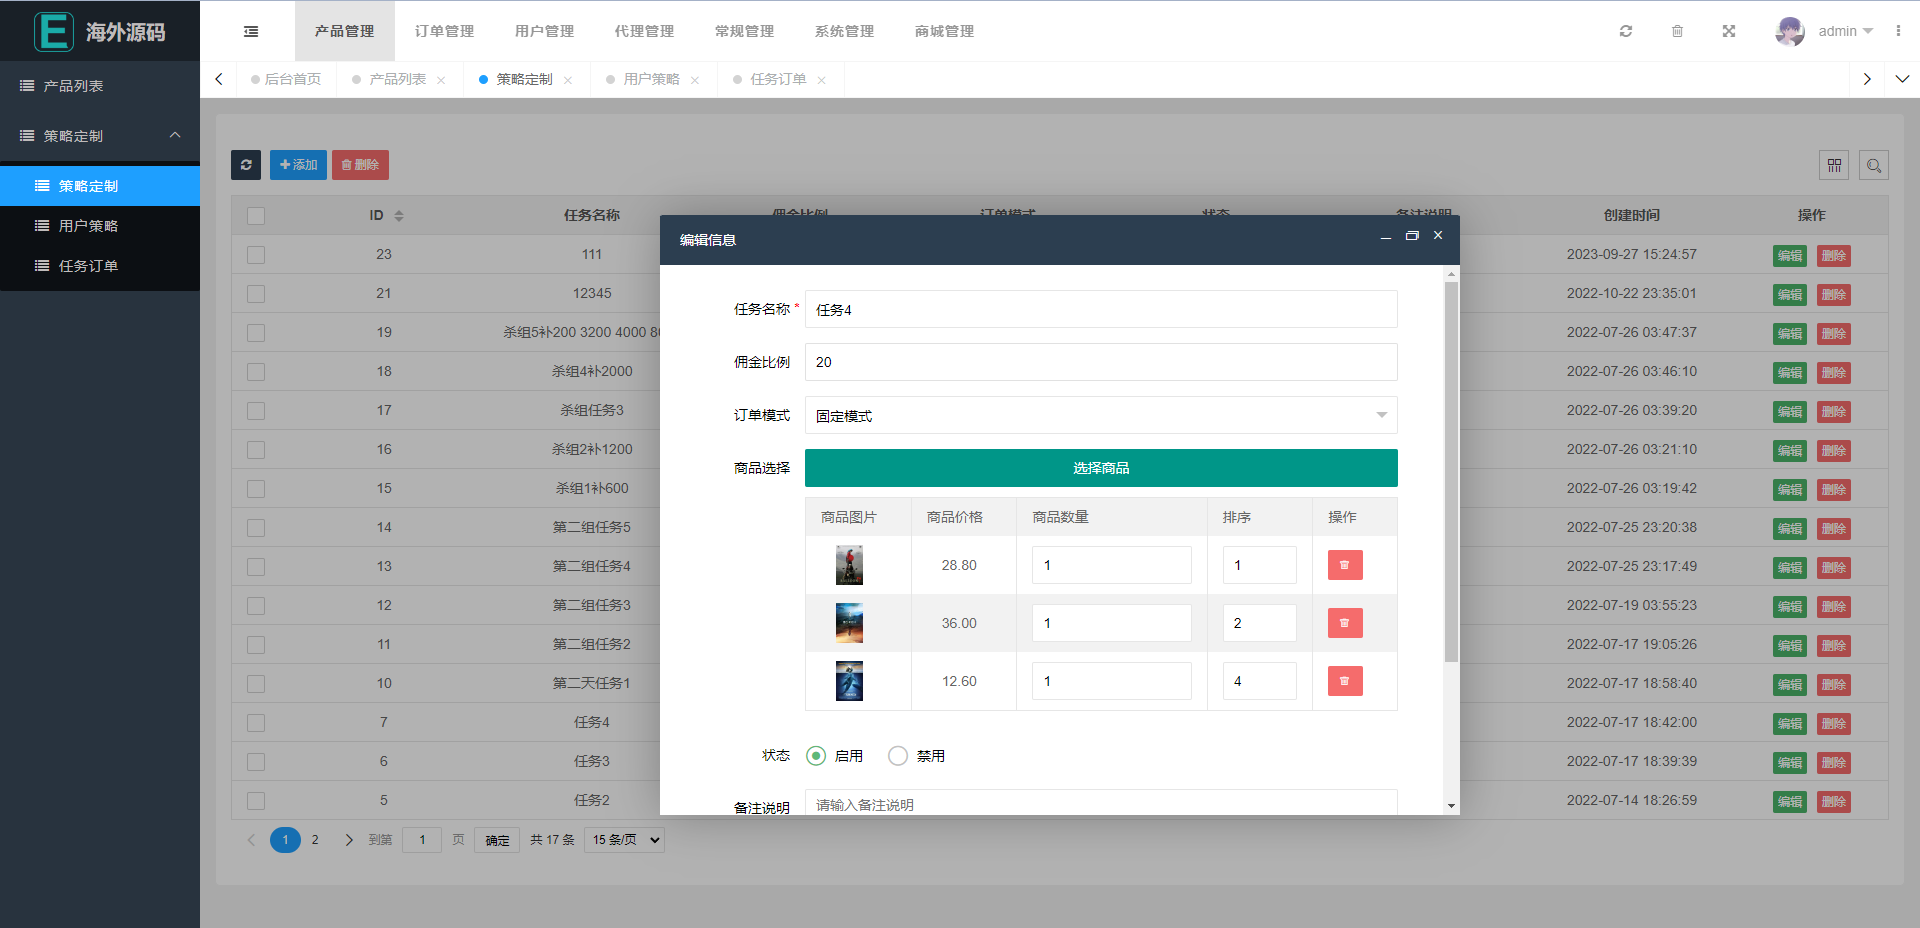 E 海外源码
产品管理 订单管理 用户管理 代理管理 常规管理 系统管理 商城管理 admin
后台首页 产品列表 策略定制 用户策略 任务订单
产品列表
策略定制
策略定制
用户策略
任务订单
添加 删除
ID 任务名称 佣金比例 订单模式 状态 备注说明 创建时间 操作
23 111 2023-09-27 15:24:57 编辑 删除
21 12345 2022-10-22 23:35:01 编辑 删除
19 杀组5补200 3200 4000 80 2022-07-26 03:47:37 编辑 删除
18 杀组4补2000 2022-07-26 03:46:10 编辑 删除
17 杀组任务3 2022-07-26 03:39:20 编辑 删除
16 杀组2补1200 2022-07-26 03:21:10 编辑 删除
15 杀组1补600 2022-07-26 03:19:42 编辑 删除
14 第二组任务5 2022-07-25 23:20:38 编辑 删除
13 第二组任务4 2022-07-25 23:17:49 编辑 删除
12 第二组任务3 2022-07-19 03:55:23 编辑 删除
11 第二组任务2 2022-07-17 19:05:26 编辑 删除
10 第二天任务1 2022-07-17 18:58:40 编辑 删除
7 任务4 2022-07-17 18:42:00 编辑 删除
6 任务3 2022-07-17 18:39:39 编辑 删除
5 任务2 2022-07-14 18:26:59 编辑 删除
1 2 到第 1 页 确定 共 17 条 15 条/页
编辑信息
任务名称 * 任务4
佣金比例 20
订单模式 固定模式
商品选择 选择商品
商品图片 商品价格 商品数量 排序 操作
28.80 1 1
36.00 1 2
12.60 1 4
状态 启用 禁用
备注说明 请输入备注说明